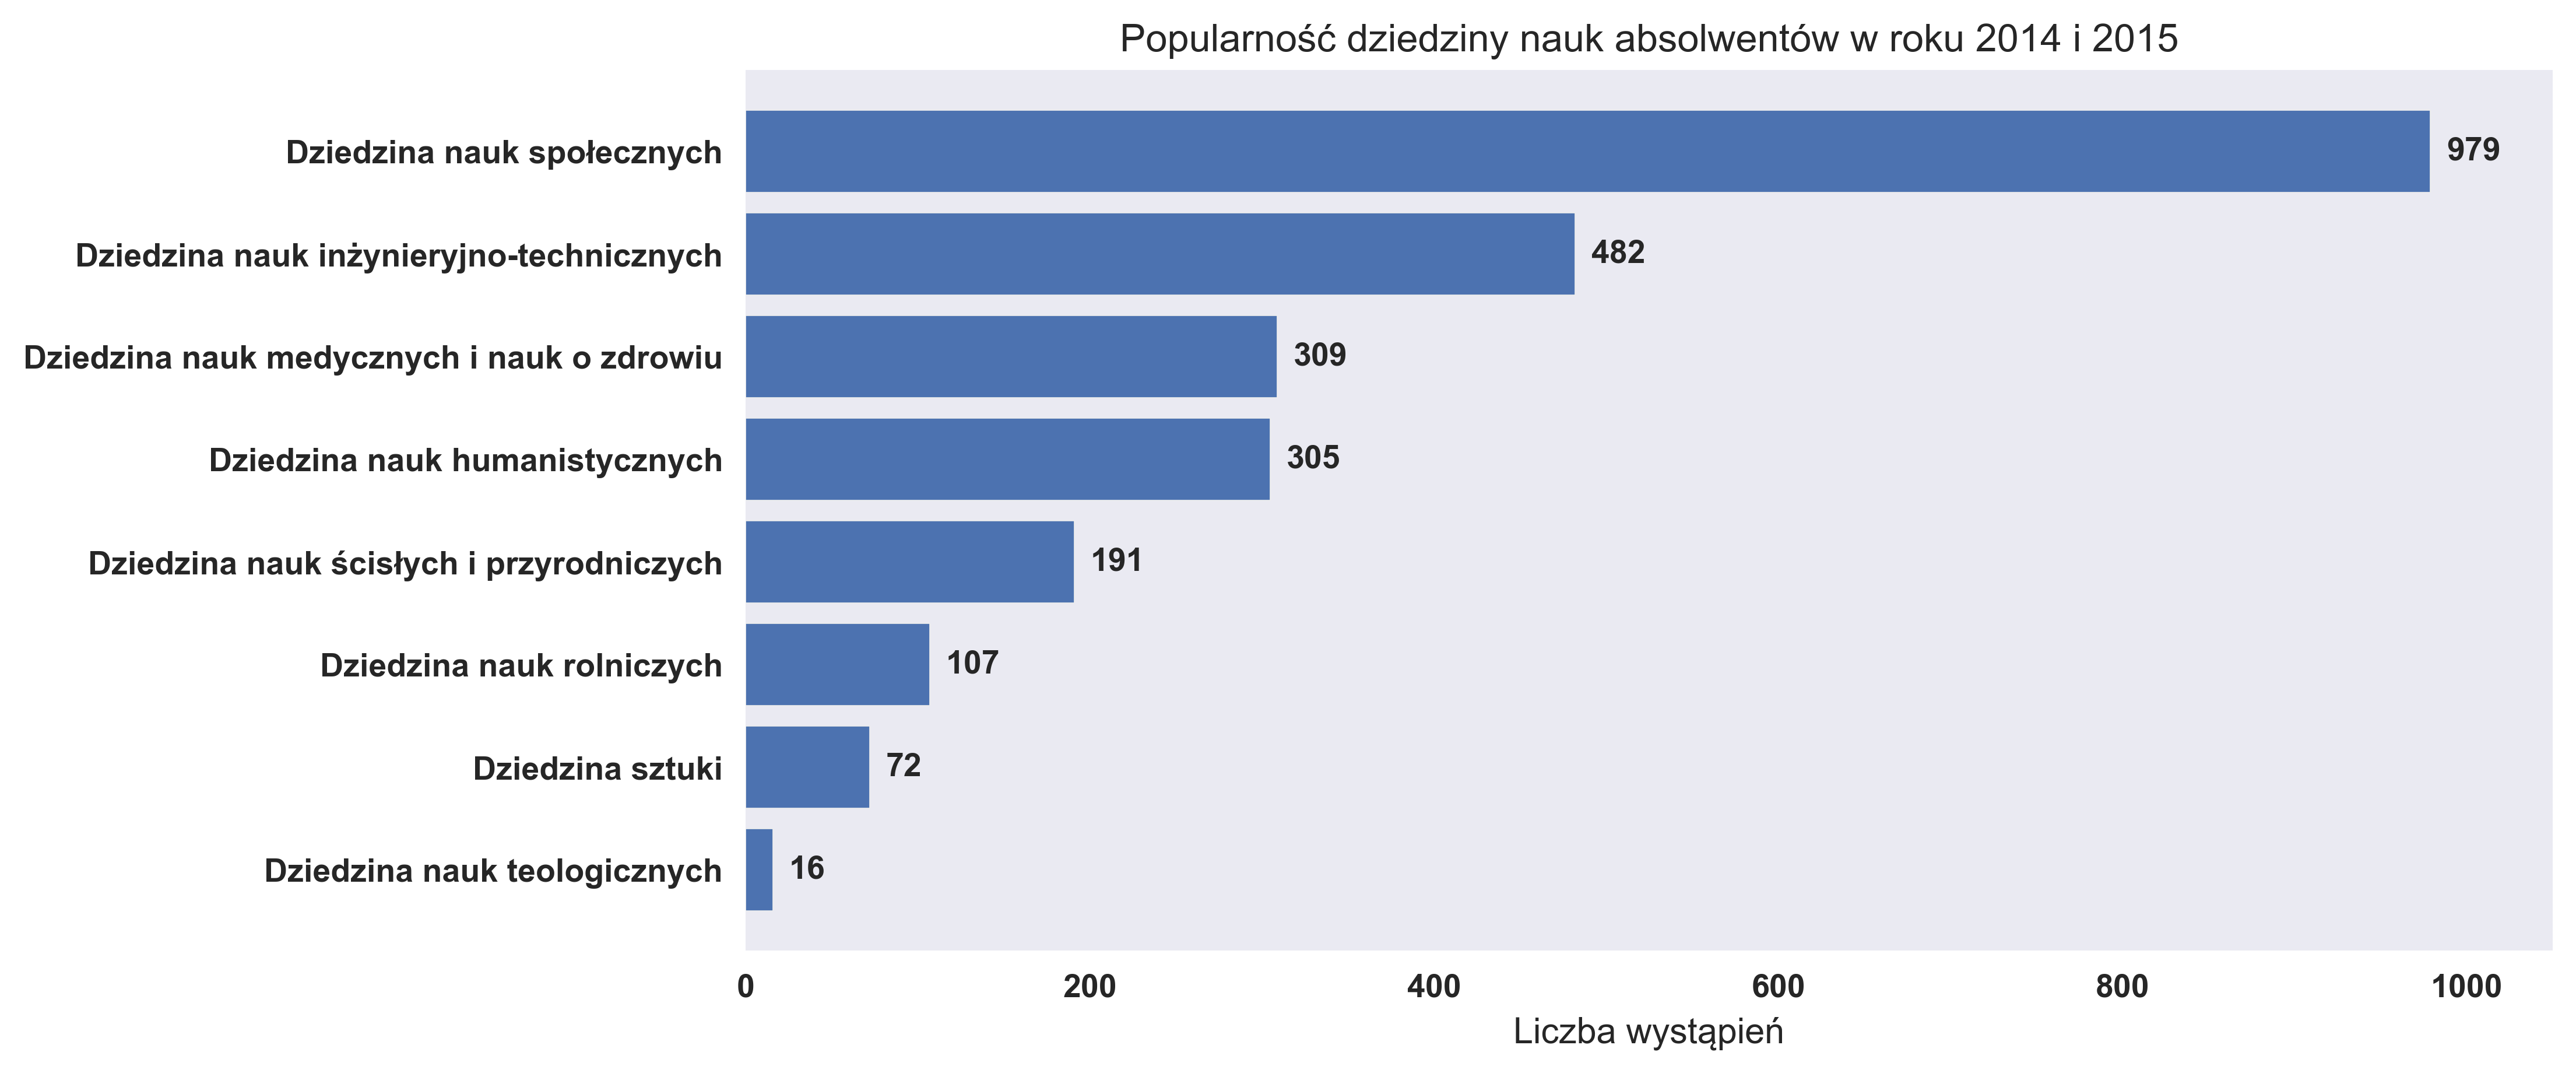 Popularność dziedziny nauk absolwentów w roku 2014 i 2015
Dziedzina nauk społecznych 979
Dziedzina nauk inżynieryjno-technicznych 482
Dziedzina nauk medycznych i nauk o zdrowiu 309
Dziedzina nauk humanistycznych 305
Dziedzina nauk ścisłych i przyrodniczych 191
Dziedzina nauk rolniczych 107
Dziedzina sztuki 72
Dziedzina nauk teologicznych 16
0 200 400 600 800 1000
Liczba wystąpień